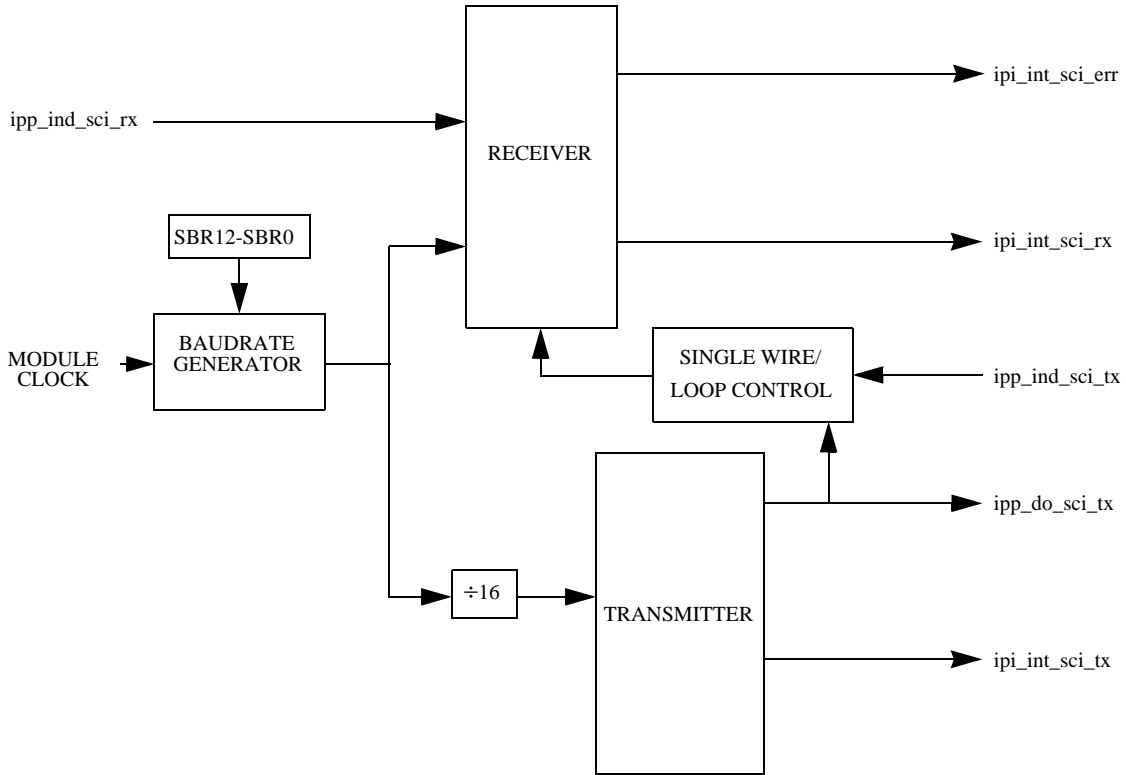 ipi_int_sci_err
ipp_ind_sci_rx
RECEIVER
SBR12-SBR0
ipi_int_sci_rx
BAUDRATE
GENERATOR
MODULE
CLOCK
SINGLE WIRE/
LOOP CONTROL
ipp_ind_sci_tx
ipp_do_sci_tx
÷16
TRANSMITTER
ipi_int_sci_tx